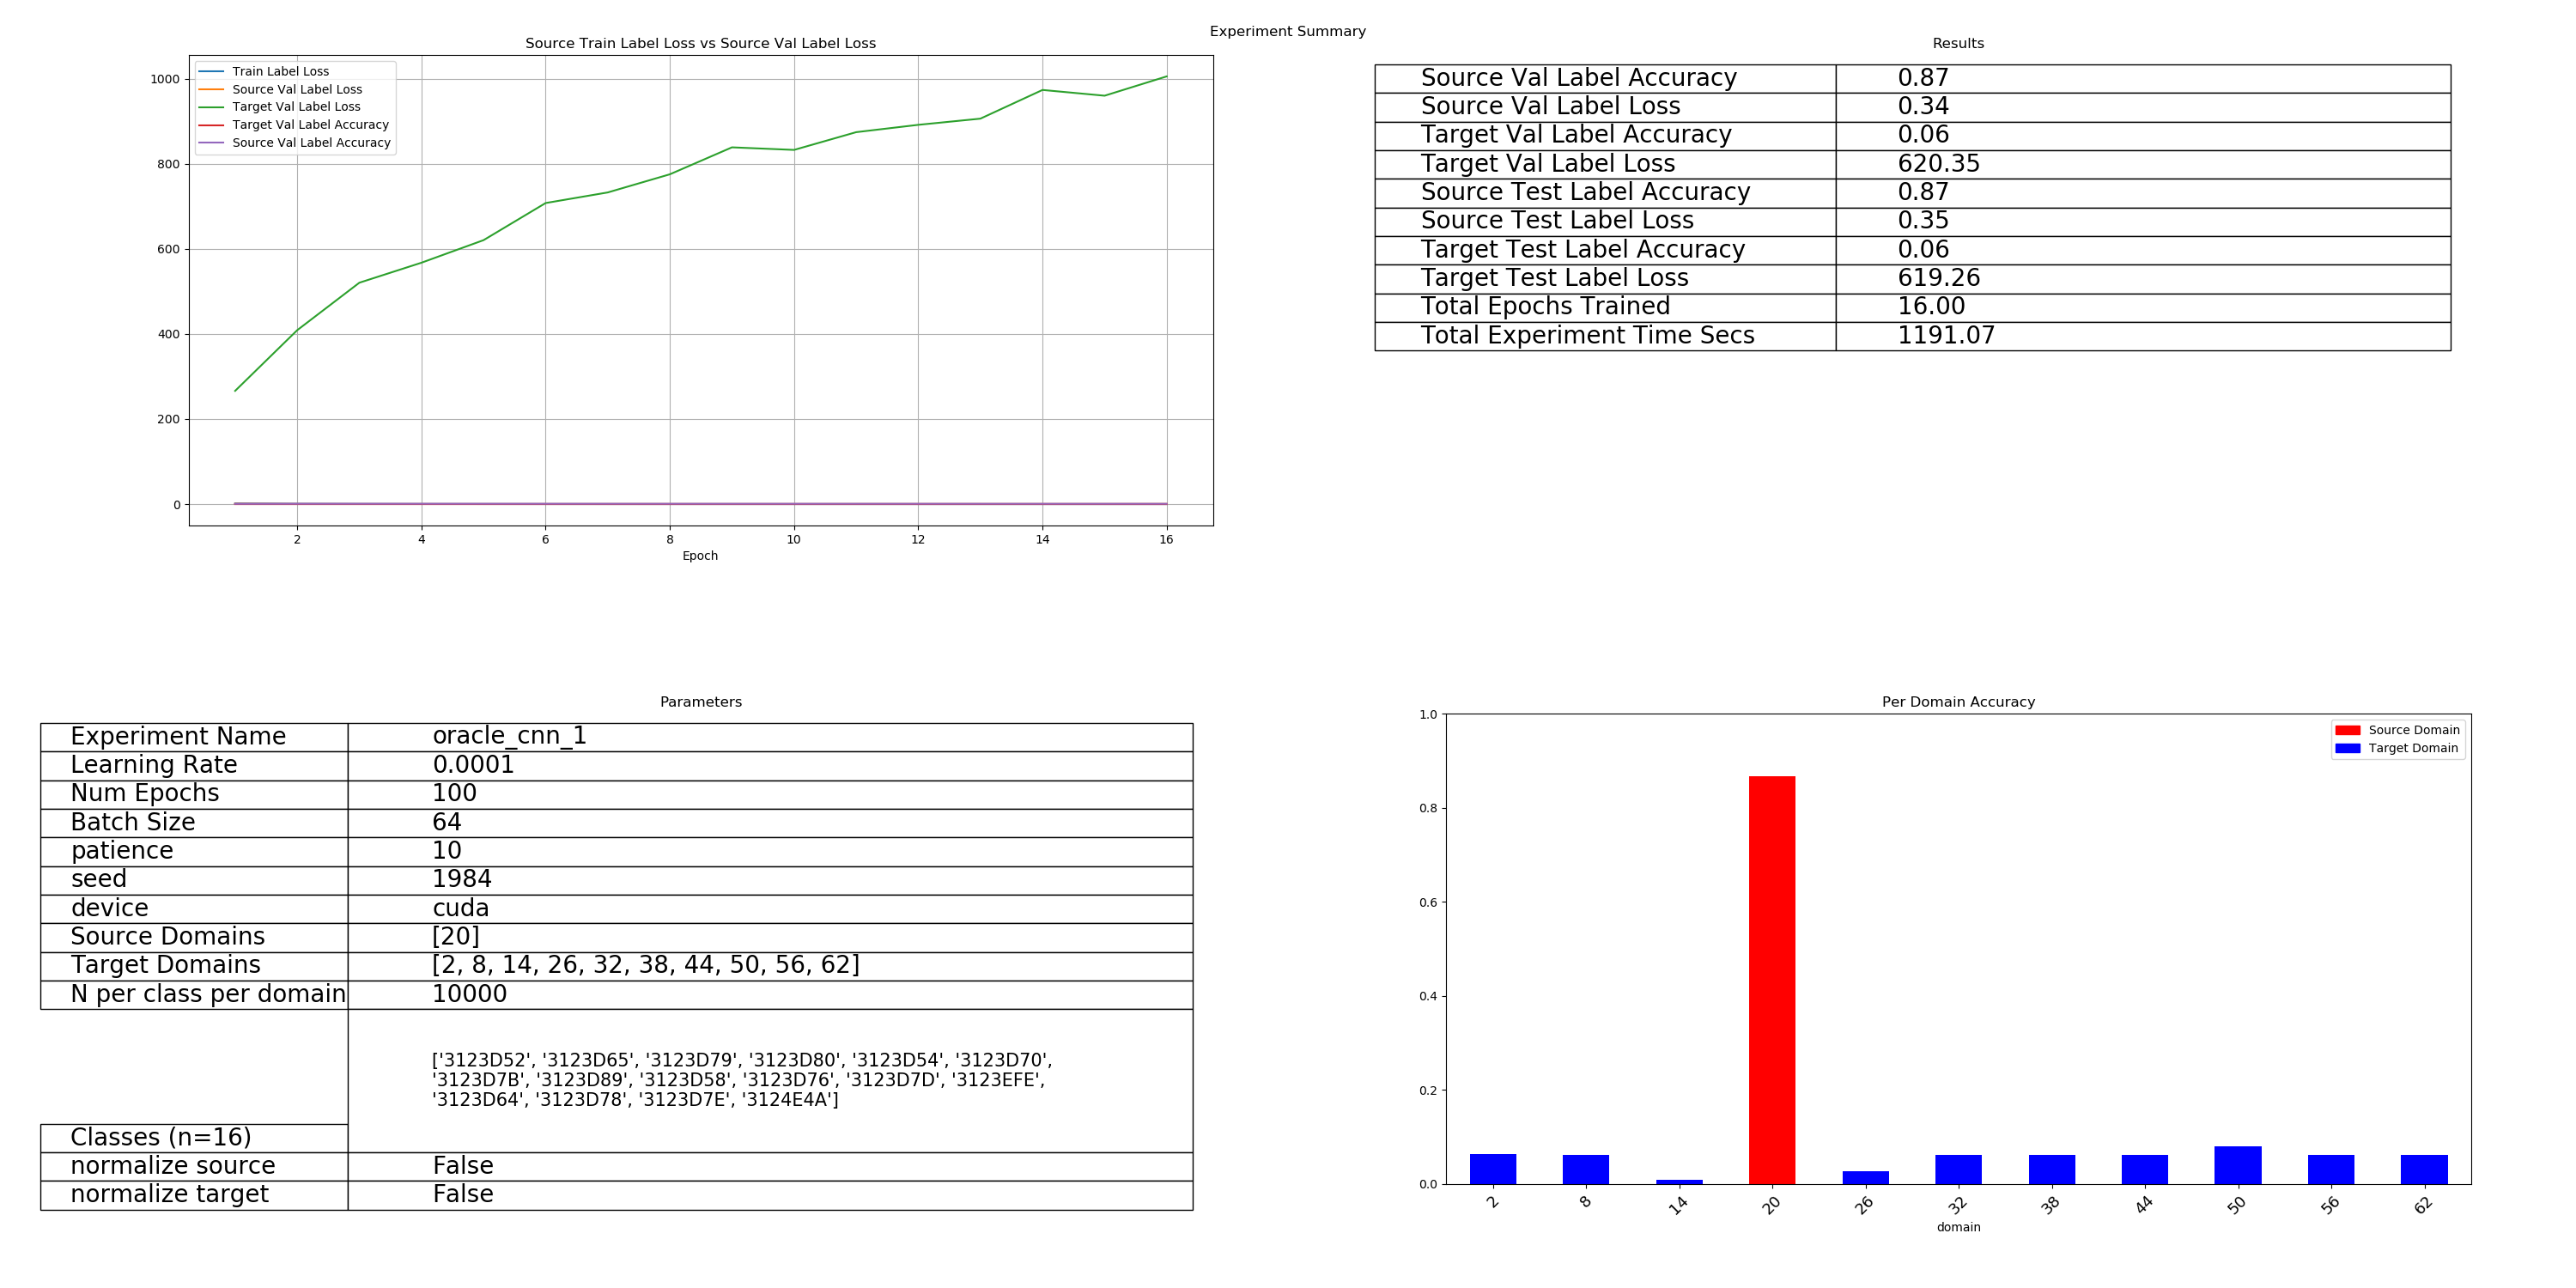 Experiment Summary
Source Train Label Loss vs Source Val Label Loss
Train Label Loss
Source Val Label Loss
Target Val Label Loss
Target Val Label Accuracy
Source Val Label Accuracy
1000
800
600
400
200
0
2 4 6 8 10 12 14 16
Epoch
Results
Source Val Label Accuracy 0.87
Source Val Label Loss 0.34
Target Val Label Accuracy 0.06
Target Val Label Loss 620.35
Source Test Label Accuracy 0.87
Source Test Label Loss 0.35
Target Test Label Accuracy 0.06
Target Test Label Loss 619.26
Total Epochs Trained 16.00
Total Experiment Time Secs 1191.07
Parameters
Experiment Name oracle_cnn_1
Learning Rate 0.0001
Num Epochs 100
Batch Size 64
patience 10
seed 1984
device cuda
Source Domains [20]
Target Domains [2, 8, 14, 26, 32, 38, 44, 50, 56, 62]
N per class per domain 10000
['3123D52', '3123D65', '3123D79', '3123D80', '3123D54', '3123D70',
'3123D7B', '3123D89', '3123D58', '3123D76', '3123D7D', '3123EFE',
'3123D64', '3123D78', '3123D7E', '3124E4A']
Classes (n=16)
normalize source False
normalize target False
Per Domain Accuracy
Source Domain
Target Domain
1.0
0.8
0.6
0.4
0.2
0.0
2 8 14 20 26 32 38 44 50 56 62
domain